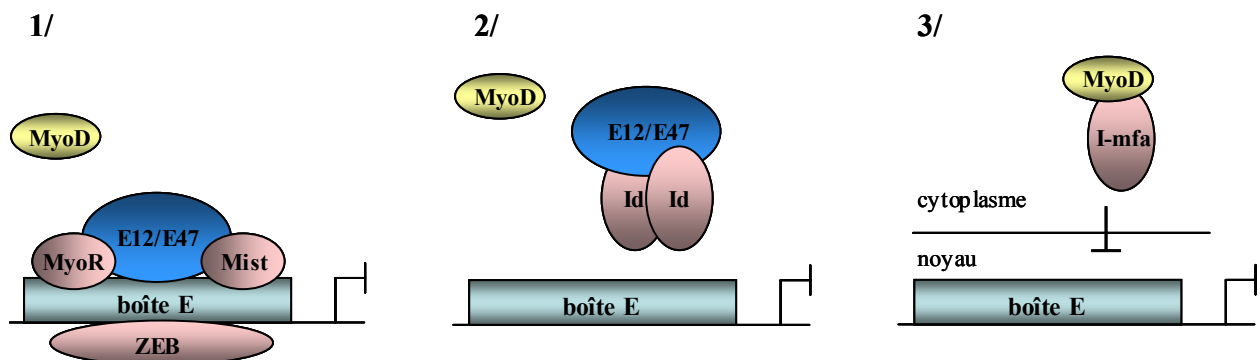 1/
MyoD
E12/E47
MyoR
Mist
boîte E
ZEB
2/
MyoD
E12/E47
Id Id
boîte E
3/
MyoD
I-mfa
cytoplasme
noyau
boîte E